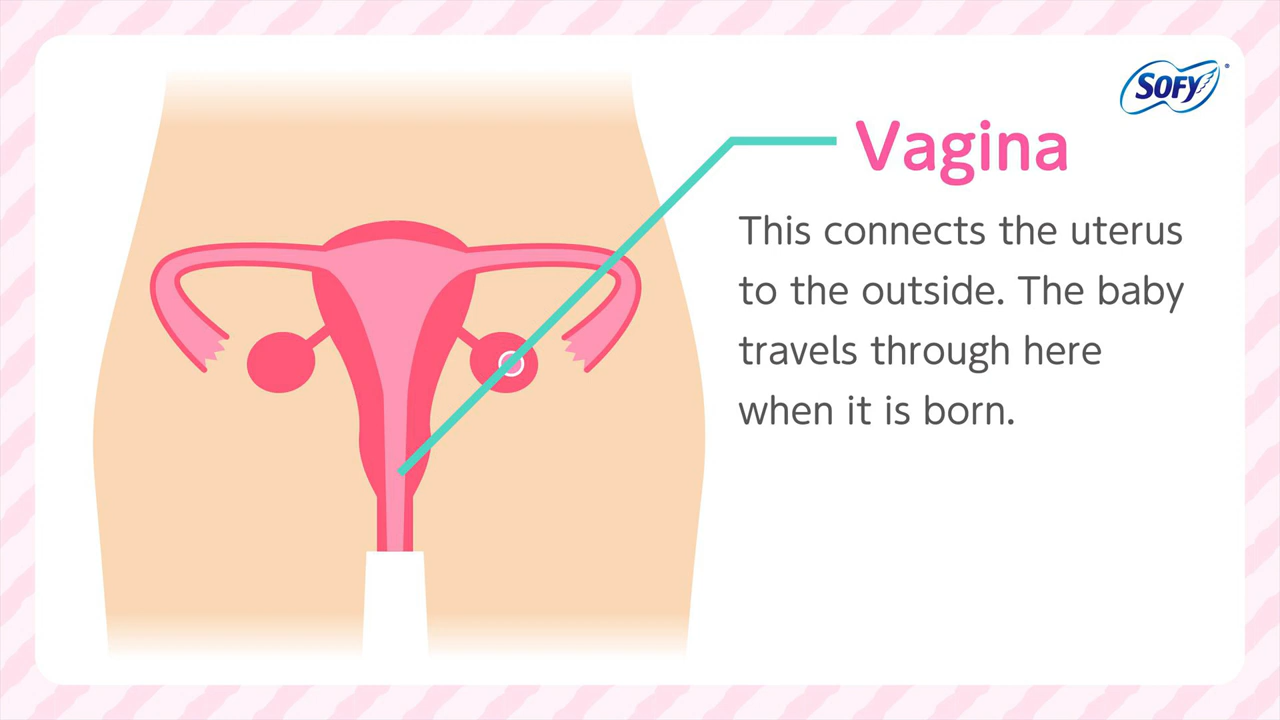 SOFY®
Vagina
This connects the uterus
to the outside. The baby
travels through here
when it is born.